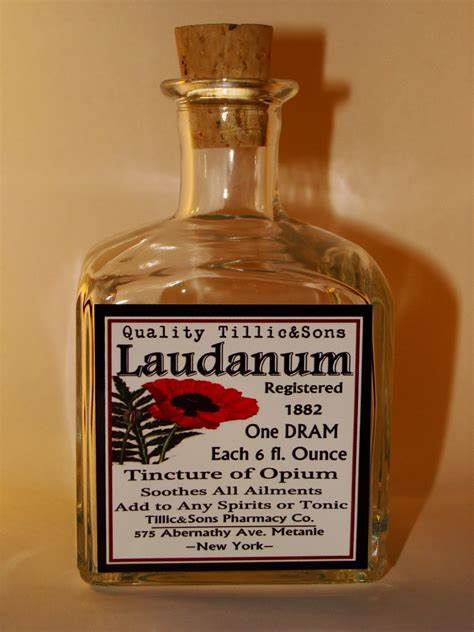 Quality Tillic&Sons
Laudanum
Registered
1882
One DRAM
Each 6 fl. Ounce
Tincture of Opium
Soothes All Ailments
Add to Any Spirits or Tonic
Tillic&Sons Pharmacy Co.
575 Abernathy Ave. Metanie
—New York—